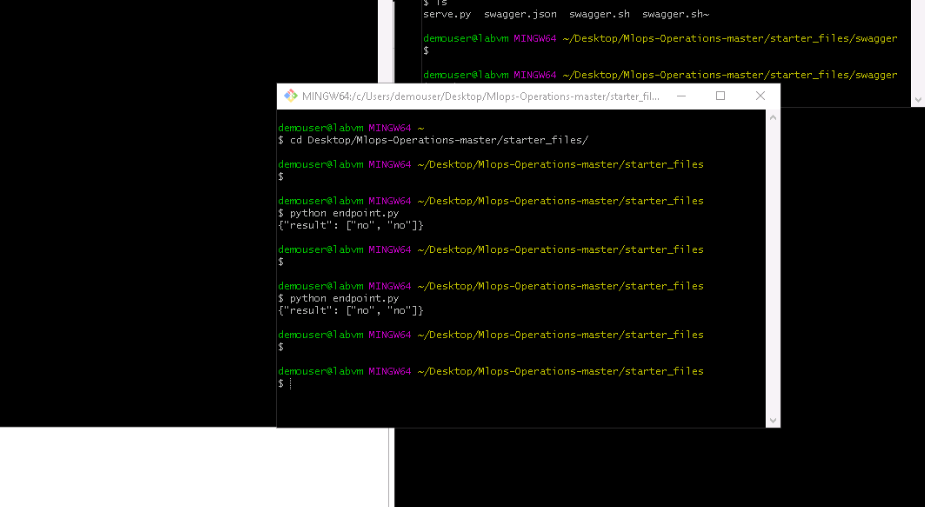 $ ls
serve.py  swagger.json  swagger.sh  swagger.sh~
demouser@labvm MINGW64 ~/Desktop/Mlops-Operations-master/starter_files/swagger
$
demouser@labvm MINGW64 ~/Desktop/Mlops-Operations-master/starter_files/swagger
MINGW64:/c/Users/demouser/Desktop/Mlops-Operations-master/starter_fil...
demouser@labvm MINGW64 ~
$ cd Desktop/Mlops-Operations-master/starter_files/
demouser@labvm MINGW64 ~/Desktop/Mlops-Operations-master/starter_files
$
demouser@labvm MINGW64 ~/Desktop/Mlops-Operations-master/starter_files
$ python endpoint.py
{"result": ["no", "no"]}
demouser@labvm MINGW64 ~/Desktop/Mlops-Operations-master/starter_files
$
demouser@labvm MINGW64 ~/Desktop/Mlops-Operations-master/starter_files
$ python endpoint.py
{"result": ["no", "no"]}
demouser@labvm MINGW64 ~/Desktop/Mlops-Operations-master/starter_files
$
demouser@labvm MINGW64 ~/Desktop/Mlops-Operations-master/starter_files
$